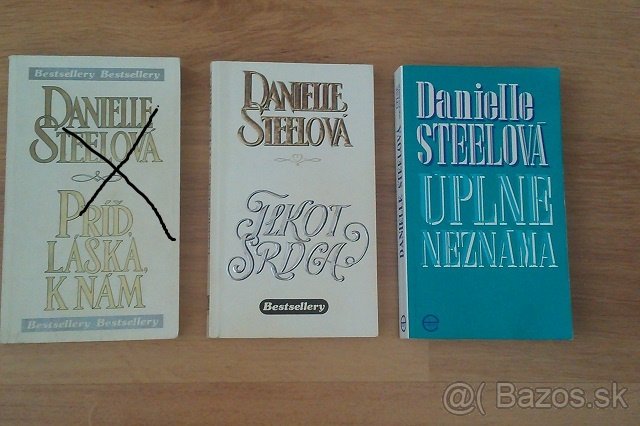 Bestsellery Bestsellery
DANIELLE
STEELOVÁ
PRÍĎ,
LÁSKA,
K NÁM
Bestsellery Bestsellery
DANIELLE
STEELOVÁ
TLKOT
SRDCA
Bestsellery
DANIELLE STEELOVÁ
Danielle
STEELOVÁ
ÚPLNE
NEZNÁMA
e
@( Bazos.sk